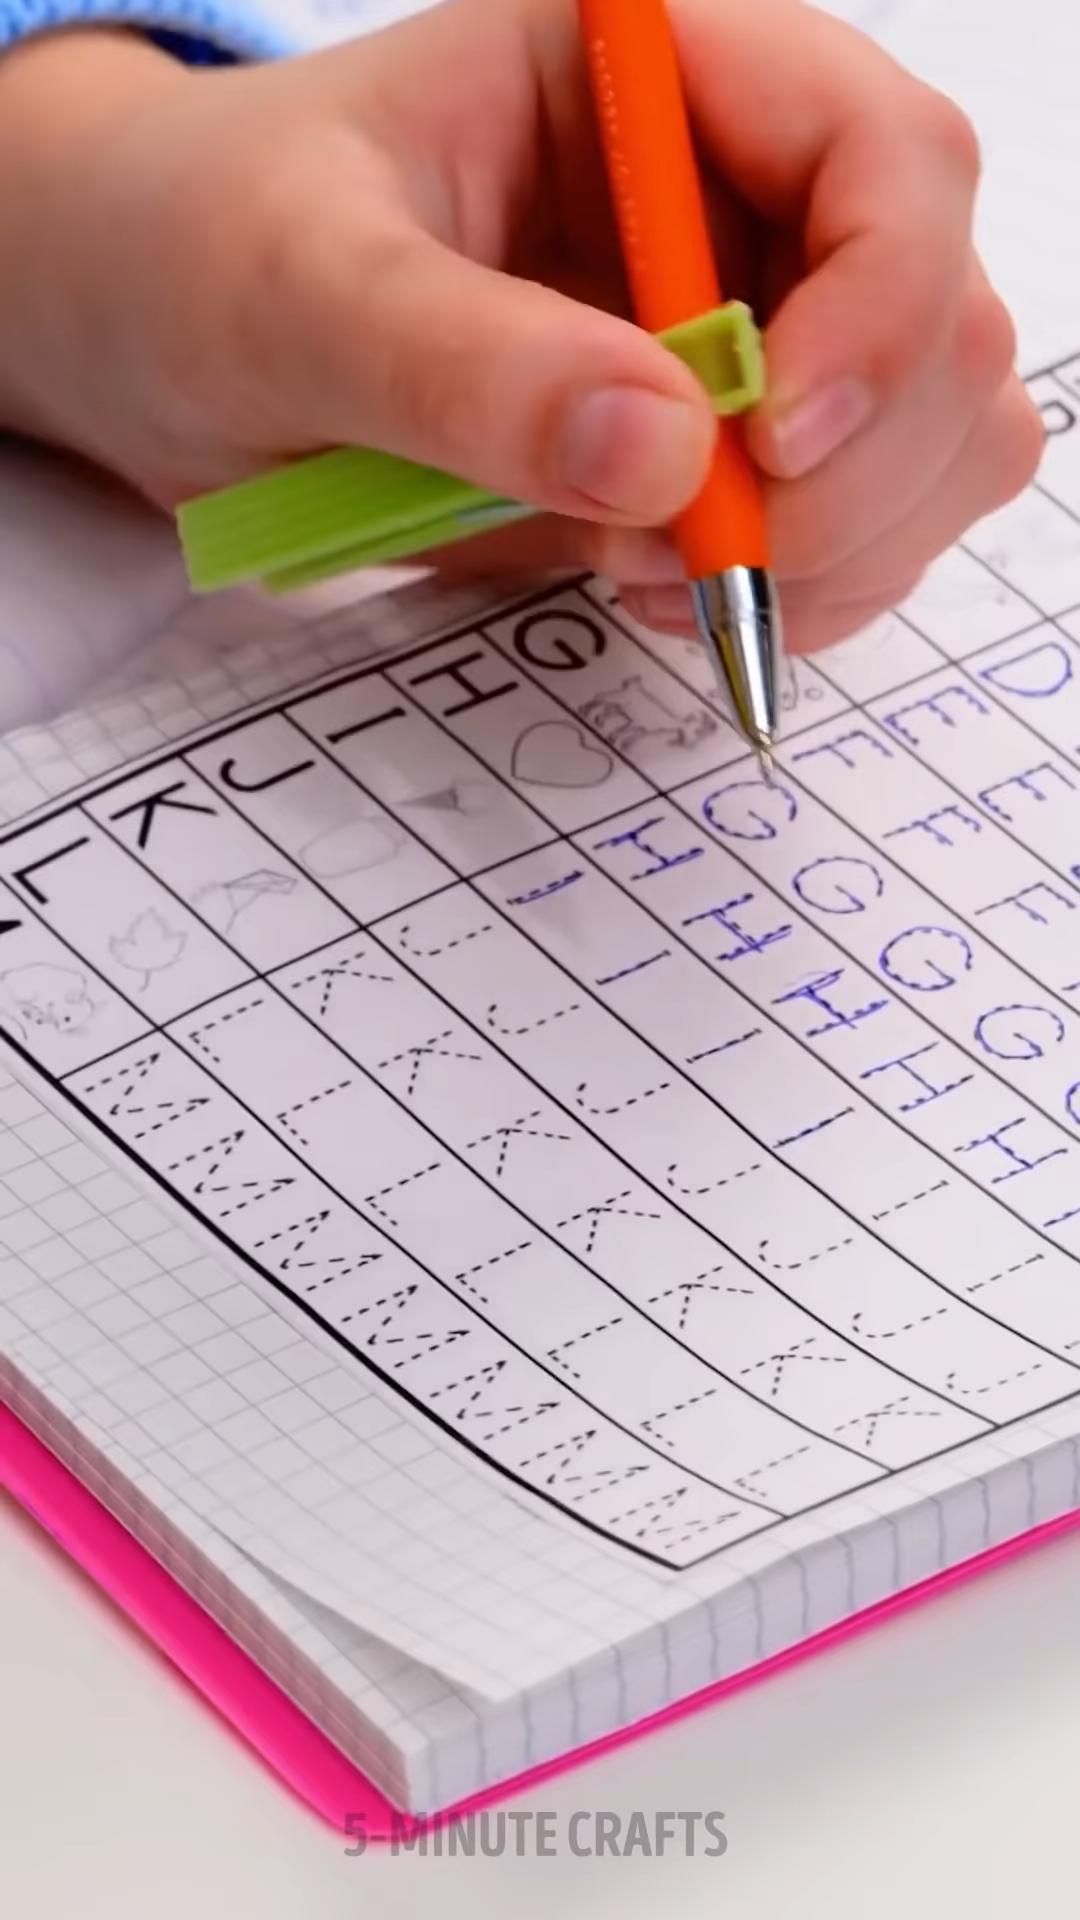 D
E E
F F F
G G G G G
H H H H H H
I I I I I I I
J J J J J J J J
K K K K K K K K
L L L L L L L L
M M M M M M M
5-MINUTE CRAFTS